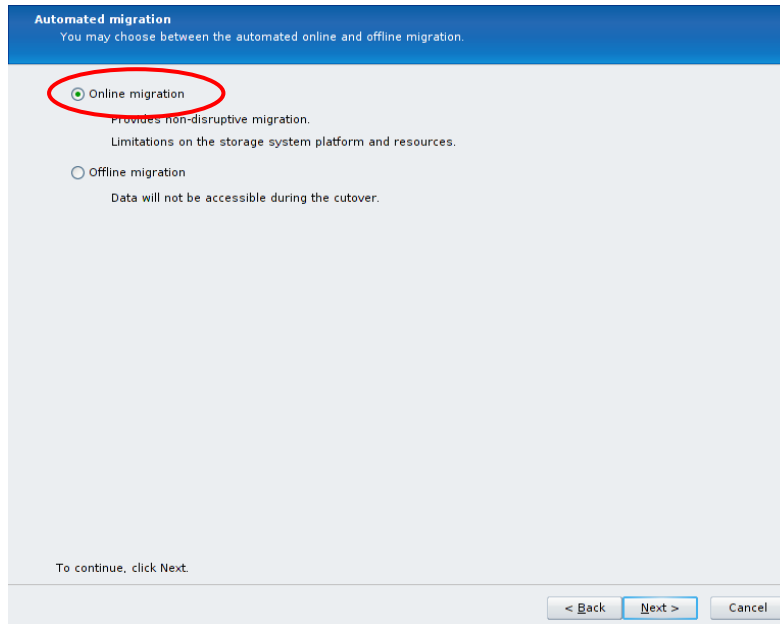 Automated migration
You may choose between the automated online and offline migration.
Online migration
Provides non-disruptive migration.
Limitations on the storage system platform and resources.
Offline migration
Data will not be accessible during the cutover.
To continue, click Next.
< Back Next > Cancel